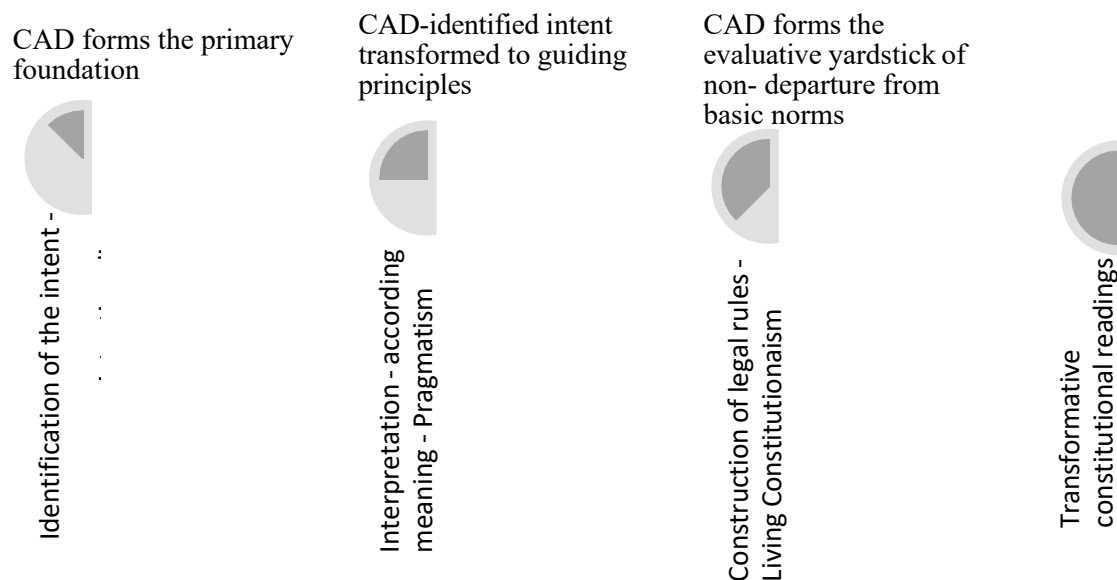 CAD forms the primary
foundation
Identification of the intent -
CAD-identified intent
transformed to guiding
principles
Interpretation - according
meaning - Pragmatism
CAD forms the
evaluative yardstick of
non- departure from
basic norms
Construction of legal rules -
Living Constitutionaism
Transformative
constitutional readings